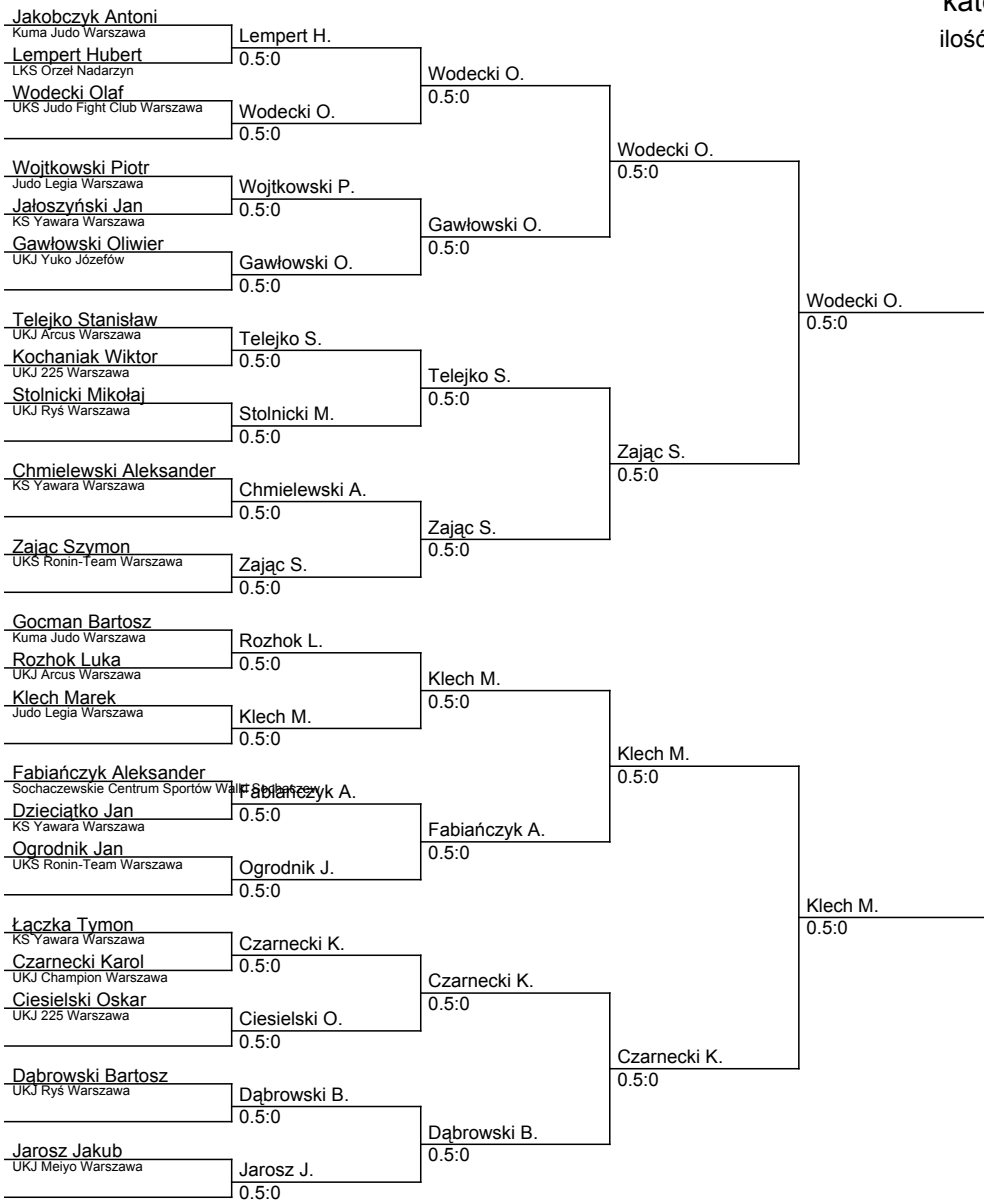 kat
ilość
Jakobczyk Antoni
Kuma Judo Warszawa
Lempert Hubert
LKS Orzeł Nadarzyn
Wodecki Olaf
UKS Judo Fight Club Warszawa
Wojtkowski Piotr
Judo Legia Warszawa
Jałoszyński Jan
KS Yawara Warszawa
Gawłowski Oliwier
UKJ Yuko Józefów
Telejko Stanisław
UKJ Arcus Warszawa
Kochaniak Wiktor
UKJ 225 Warszawa
Stolnicki Mikołaj
UKJ Ryś Warszawa
Chmielewski Aleksander
KS Yawara Warszawa
Zając Szymon
UKS Ronin-Team Warszawa
Gocman Bartosz
Kuma Judo Warszawa
Rozhok Luka
UKJ Arcus Warszawa
Klech Marek
Judo Legia Warszawa
Fabiańczyk Aleksander
Sochaczewskie Centrum Sportów Walki Sochaczew
Dzieciątko Jan
KS Yawara Warszawa
Ogrodnik Jan
UKS Ronin-Team Warszawa
Łączka Tymon
KS Yawara Warszawa
Czarnecki Karol
UKJ Champion Warszawa
Ciesielski Oskar
UKJ 225 Warszawa
Dąbrowski Bartosz
UKJ Ryś Warszawa
Jarosz Jakub
UKJ Meiyo Warszawa
Lempert H.
0.5:0
Wodecki O.
0.5:0
Wojtkowski P.
0.5:0
Gawłowski O.
0.5:0
Telejko S.
0.5:0
Stolnicki M.
0.5:0
Chmielewski A.
0.5:0
Zając S.
0.5:0
Rozhok L.
0.5:0
Klech M.
0.5:0
Fabiańczyk A.
0.5:0
Ogrodnik J.
0.5:0
Czarnecki K.
0.5:0
Ciesielski O.
0.5:0
Dąbrowski B.
0.5:0
Jarosz J.
0.5:0
Wodecki O.
0.5:0
Gawłowski O.
0.5:0
Telejko S.
0.5:0
Zając S.
0.5:0
Klech M.
0.5:0
Fabiańczyk A.
0.5:0
Czarnecki K.
0.5:0
Dąbrowski B.
0.5:0
Wodecki O.
0.5:0
Zając S.
0.5:0
Klech M.
0.5:0
Czarnecki K.
0.5:0
Wodecki O.
0.5:0
Klech M.
0.5:0